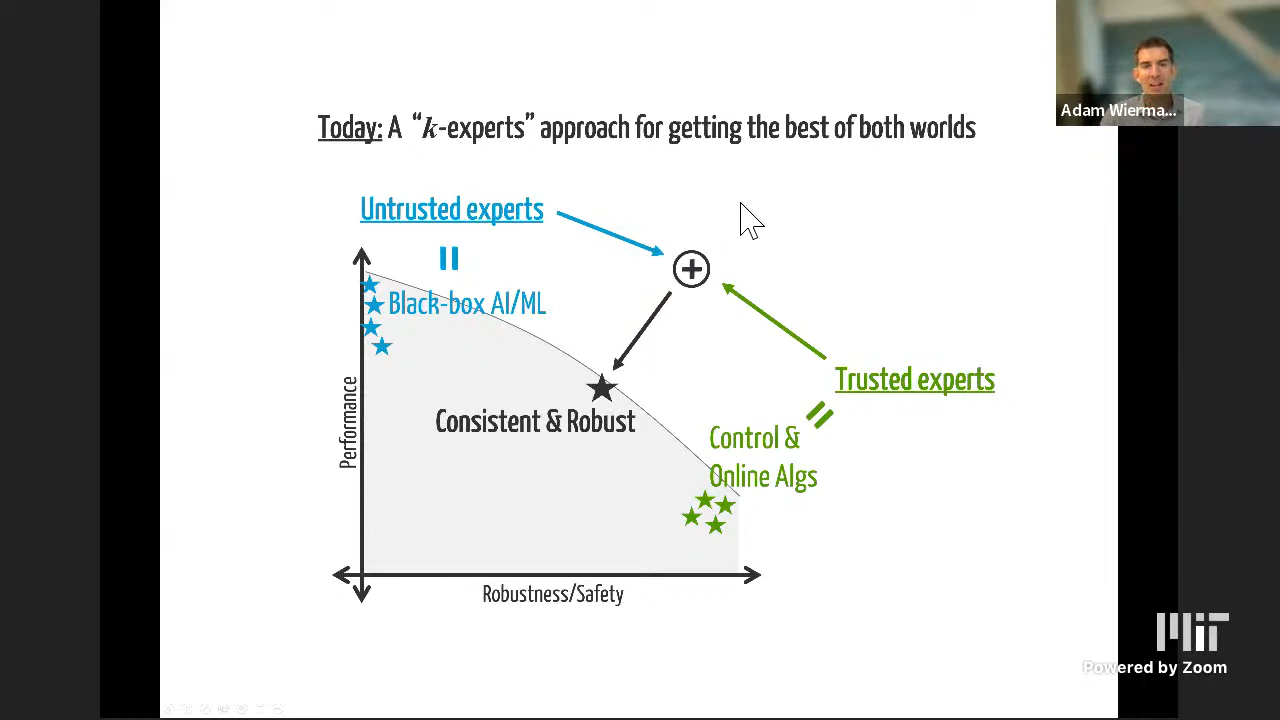 Adam Wierma...
Today: A “k-experts” approach for getting the best of both worlds
Untrusted experts
Black-box AI/ML
Trusted experts
Consistent & Robust
Control &
Online Algs
Performance
Robustness/Safety
MIT
Powered by Zoom